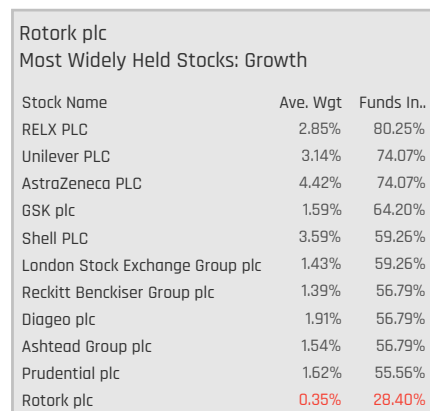 Rotork plc
Most Widely Held Stocks: Growth
Stock Name Ave. Wgt Funds In..
RELX PLC 2.85% 80.25%
Unilever PLC 3.14% 74.07%
AstraZeneca PLC 4.42% 74.07%
GSK plc 1.59% 64.20%
Shell PLC 3.59% 59.26%
London Stock Exchange Group plc 1.43% 59.26%
Reckitt Benckiser Group plc 1.39% 56.79%
Diageo plc 1.91% 56.79%
Ashtead Group plc 1.54% 56.79%
Prudential plc 1.62% 55.56%
Rotork plc 0.35% 28.40%